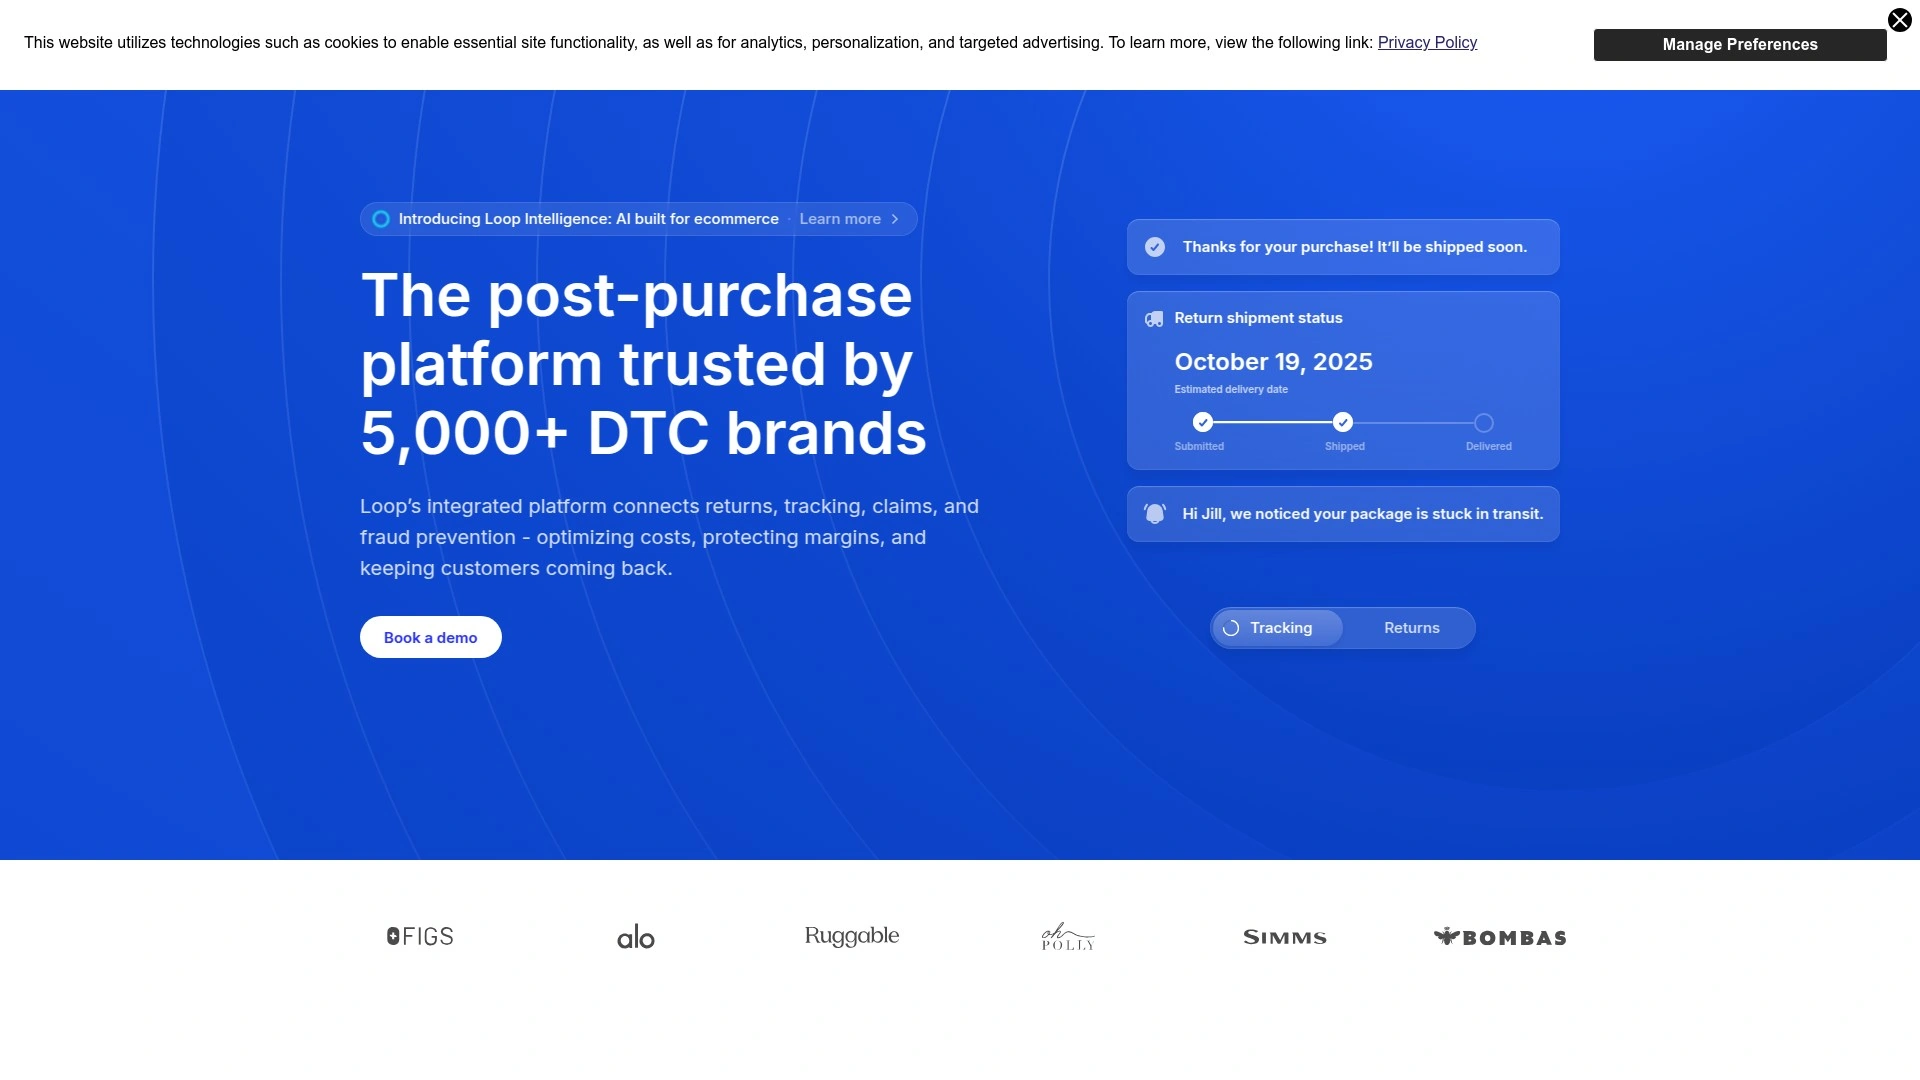 This website utilizes technologies such as cookies to enable essential site functionality, as well as for analytics, personalization, and targeted advertising. To learn more, view the following link: Privacy Policy
Manage Preferences
Introducing Loop Intelligence: AI built for ecommerce · Learn more
The post-purchase
platform trusted by
5,000+ DTC brands
Loop’s integrated platform connects returns, tracking, claims, and
fraud prevention - optimizing costs, protecting margins, and
keeping customers coming back.
Book a demo
Thanks for your purchase! It’ll be shipped soon.
Return shipment status
October 19, 2025
Estimated delivery date
Submitted Shipped Delivered
Hi Jill, we noticed your package is stuck in transit.
Tracking Returns
FIGS alo Ruggable oh POLLY SIMMS BOMBAS